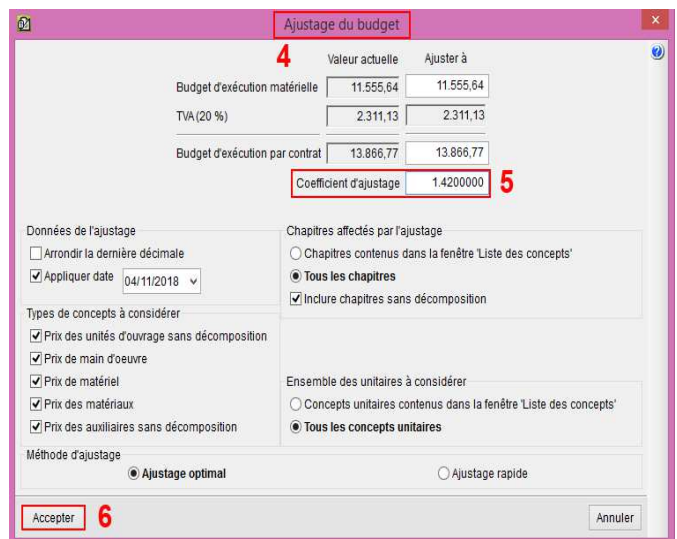 Ajustage du budget
4
Valeur actuelle Ajuster à
Budget d'exécution matérielle 11.555,64 11.555,64
TVA (20 %) 2.311,13 2.311,13
Budget d'exécution par contrat 13.866,77 13.866,77
Coefficient d'ajustage 1.4200000 5
Données de l'ajustage
Arrondir la dernière décimale
Appliquer date 04/11/2018
Chapitres affectés par l'ajustage
Chapitres contenus dans la fenêtre 'Liste des concepts'
Tous les chapitres
Inclure chapitres sans décomposition
Types de concepts à considérer
Prix des unités d'ouvrage sans décomposition
Prix de main d'oeuvre
Prix de matériel
Prix des matériaux
Prix des auxiliaires sans décomposition
Ensemble des unitaires à considérer
Concepts unitaires contenus dans la fenêtre 'Liste des concepts'
Tous les concepts unitaires
Méthode d'ajustage
Ajustage optimal Ajustage rapide
Accepter 6 Annuler